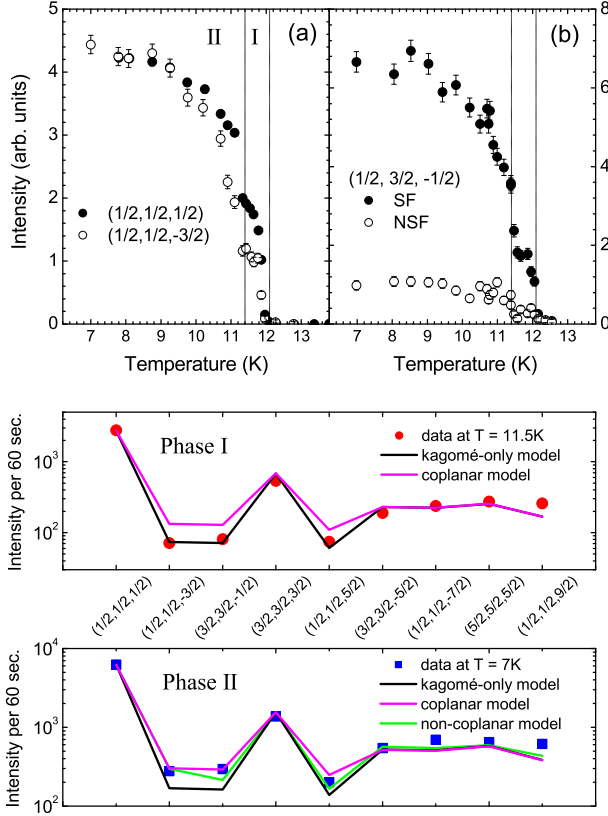 5
4
3
2
1
0
Intensity (arb. units)
II
I
(a)
(1/2,1/2,1/2)
(1/2,1/2,-3/2)
7 8 9 10 11 12 13
Temperature (K)
(b)
(1/2, 3/2, -1/2)
SF
NSF
8
6
4
2
0
7 8 9 10 11 12 13
Temperature (K)
Intensity per 60 sec.
10³
10²
Phase I
data at T = 11.5K
kagomé-only model
coplanar model
(1/2,1/2,1/2)
(1/2,1/2,-3/2)
(3/2,3/2,-1/2)
(3/2,3/2,3/2)
(1/2,1/2,5/2)
(3/2,3/2,-5/2)
(1/2,1/2,-7/2)
(5/2,5/2,5/2)
(1/2,1/2,9/2)
Intensity per 60 sec.
10⁴
10³
10²
Phase II
data at T = 7K
kagomé-only model
coplanar model
non-coplanar model